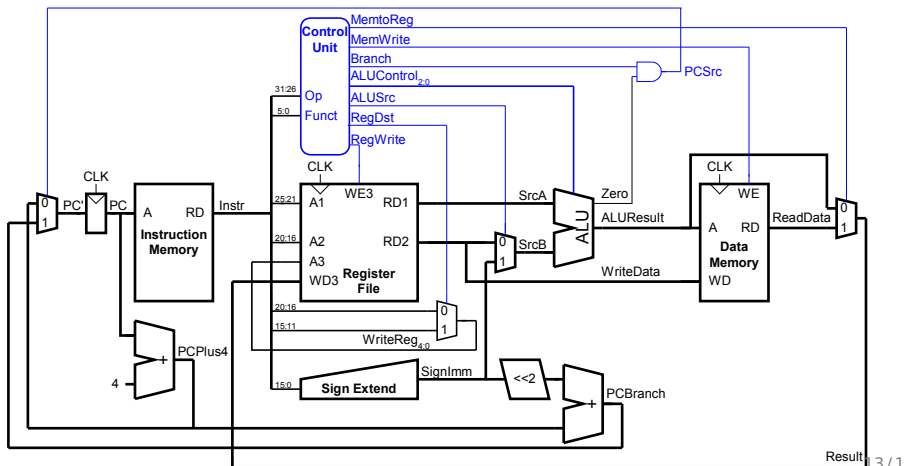 MemtoReg
Control
Unit
MemWrite
Branch
PCSrc
ALUControl2:0
31:26
Op
ALUSrc
5:0
Funct
RegDst
RegWrite
CLK
CLK
CLK
WE3
Zero
WE
0
1
PC'
PC
A
RD
Instr
25:21
A1
RD1
SrcA
ALU
ALUResult
A
RD
ReadData
0
1
Instruction
Memory
20:16
A2
RD2
0
1
SrcB
Data
Memory
A3
WD3
Register
File
WriteData
WD
20:16
0
15:11
1
WriteReg4:0
PCPlus4
+
4
SignImm
15:0
Sign Extend
<<2
PCBranch
+
Result
13/1